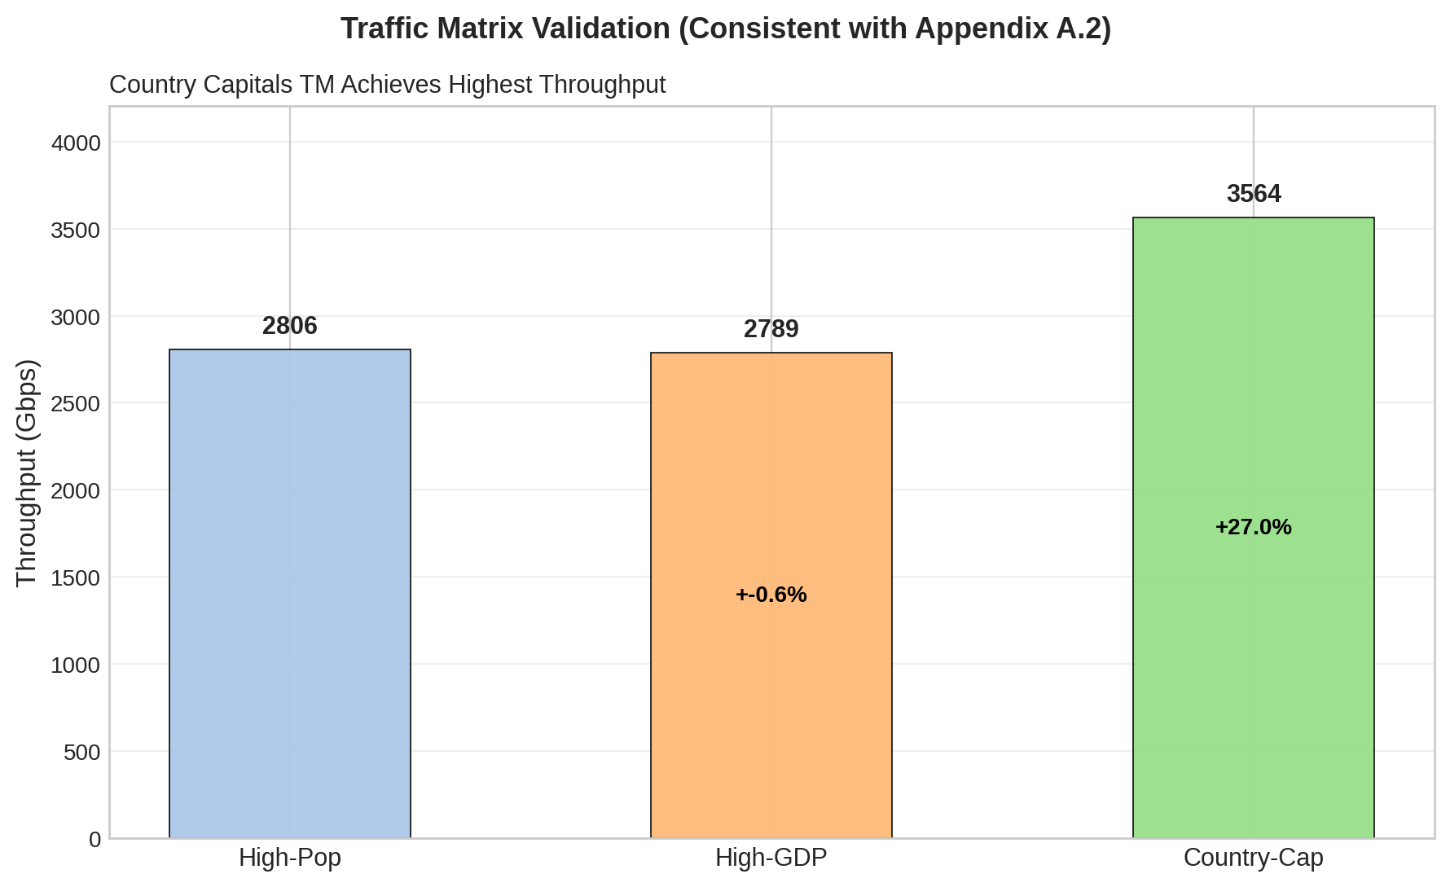 Traffic Matrix Validation (Consistent with Appendix A.2)
Country Capitals TM Achieves Highest Throughput
Throughput (Gbps)
4000
3500
3000
2500
2000
1500
1000
500
0
2806
2789
3564
+-0.6%
+27.0%
High-Pop
High-GDP
Country-Cap